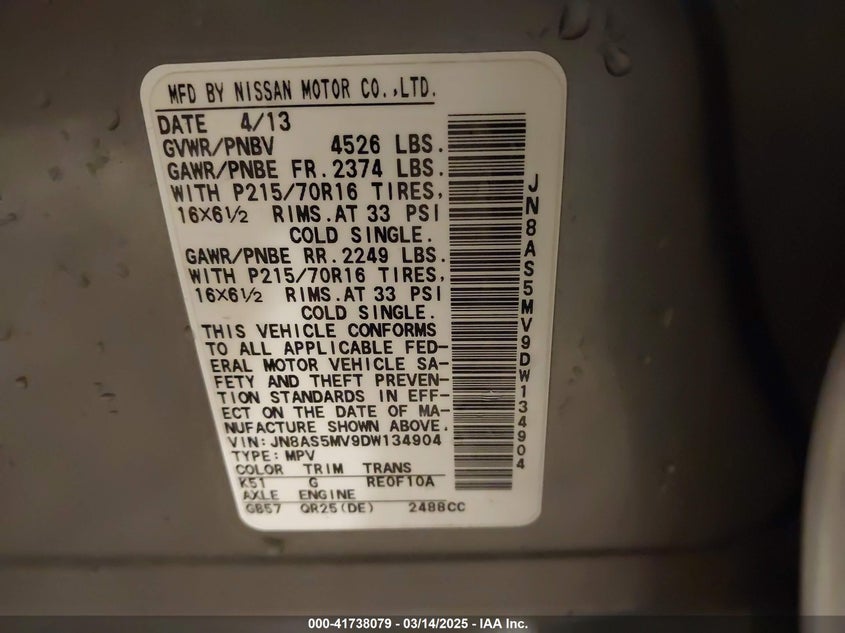 MFD BY NISSAN MOTOR CO.,LTD.
DATE 4/13
GVWR/PNBV 4526 LBS.
GAWR/PNBE FR.2374 LBS.
WITH P215/70R16 TIRES,
16X6½ RIMS.AT 33 PSI
COLD SINGLE.
GAWR/PNBE RR.2249 LBS.
WITH P215/70R16 TIRES,
16X6½ RIMS.AT 33 PSI
COLD SINGLE.
THIS VEHICLE CONFORMS
TO ALL APPLICABLE FED-
ERAL MOTOR VEHICLE SA-
FETY AND THEFT PREVEN-
TION STANDARDS IN EFF-
ECT ON THE DATE OF MA-
NUFACTURE SHOWN ABOVE.
VIN: JN8AS5MV9DW134904
TYPE: MPV
COLOR TRIM TRANS
K51 G RE0F10A
AXLE ENGINE
GB57 QR25(DE) 2488CC
JN8AS5MV9DW134904
000-41738079 - 03/14/2025 - IAA Inc.